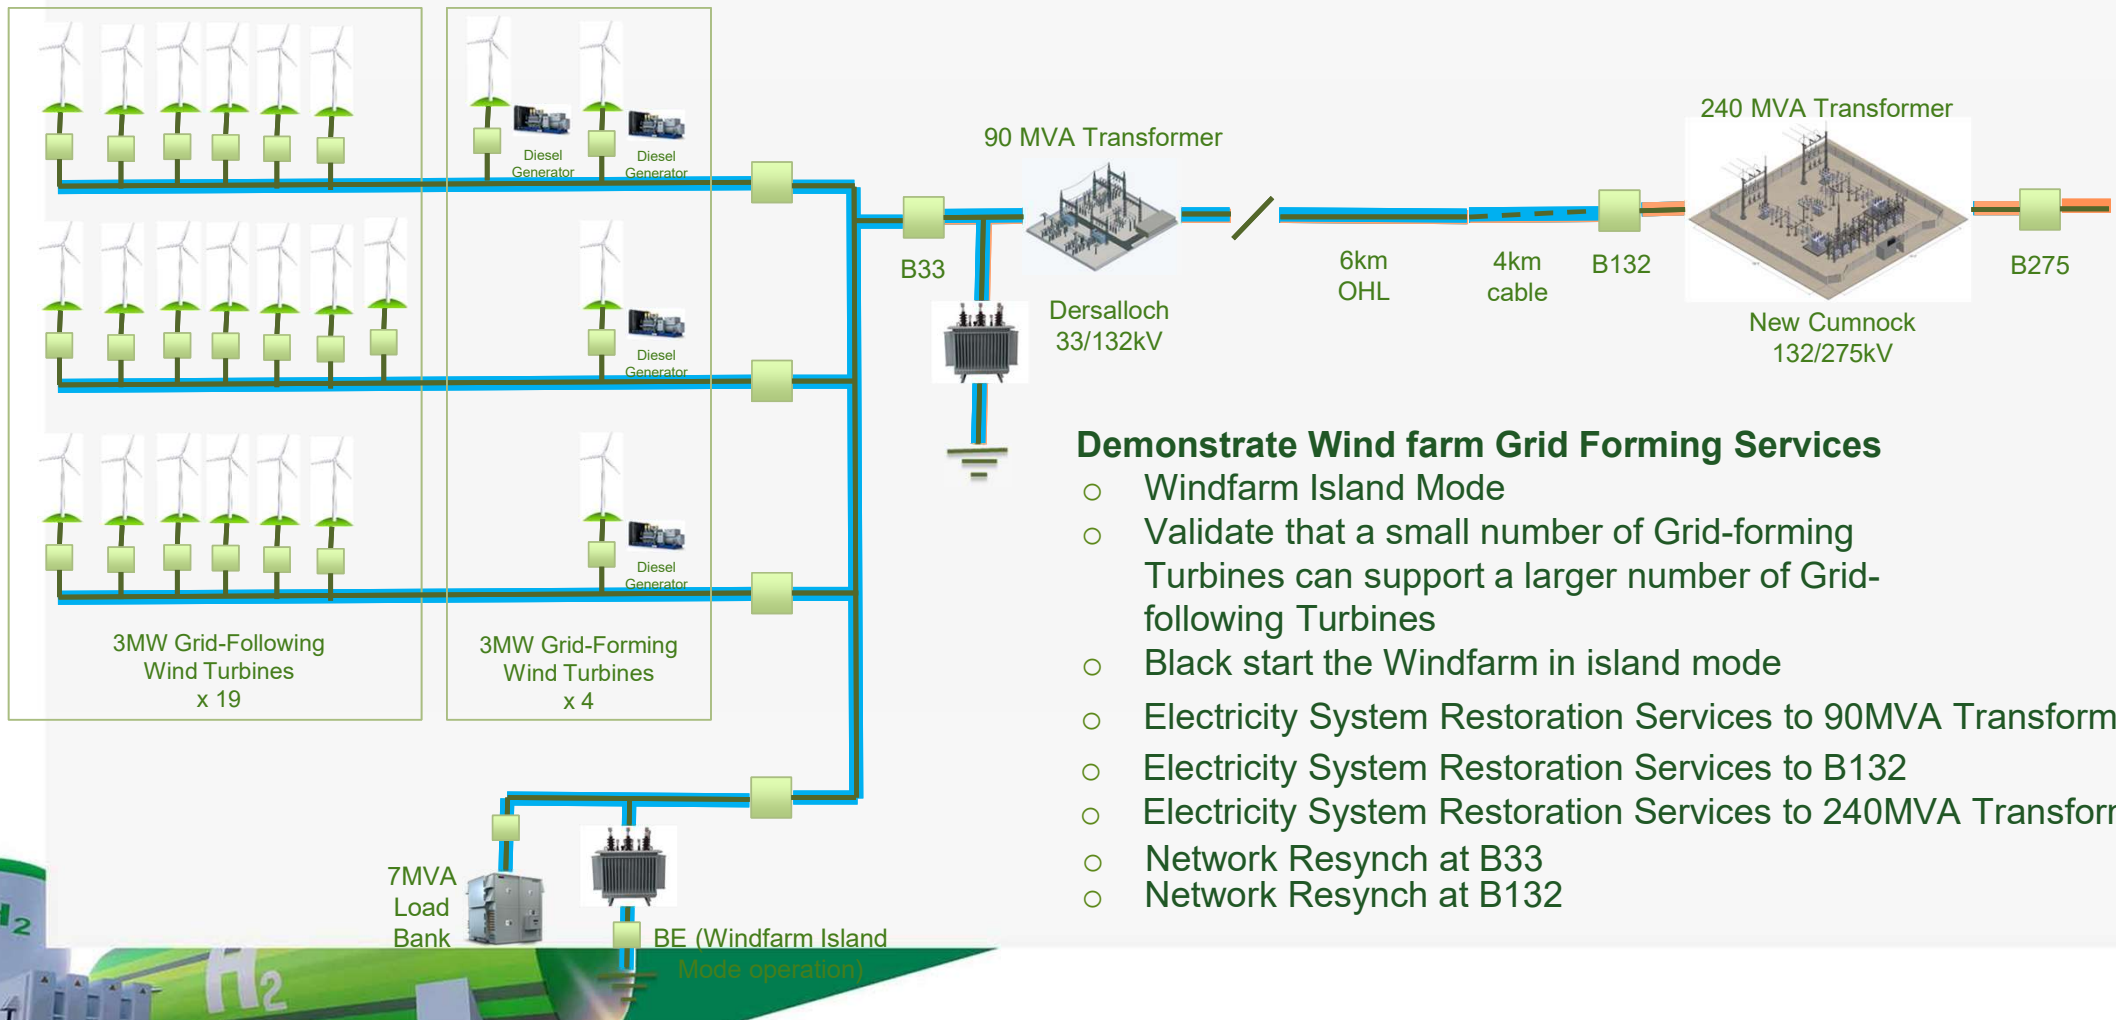 Diesel
Generator
Diesel
Generator
Diesel
Generator
Diesel
Generator
3MW Grid-Following
Wind Turbines
x 19
3MW Grid-Forming
Wind Turbines
x 4
B33
90 MVA Transformer
Dersalloch
33/132kV
6km
OHL
4km
cable
B132
240 MVA Transformer
New Cumnock
132/275kV
B275
Demonstrate Wind farm Grid Forming Services
o Windfarm Island Mode
o Validate that a small number of Grid-forming
Turbines can support a larger number of Grid-
following Turbines
o Black start the Windfarm in island mode
o Electricity System Restoration Services to 90MVA Transform
o Electricity System Restoration Services to B132
o Electricity System Restoration Services to 240MVA Transfor
o Network Resynch at B33
o Network Resynch at B132
7MVA
Load
Bank
BE (Windfarm Island
Mode operation)
H2
H2